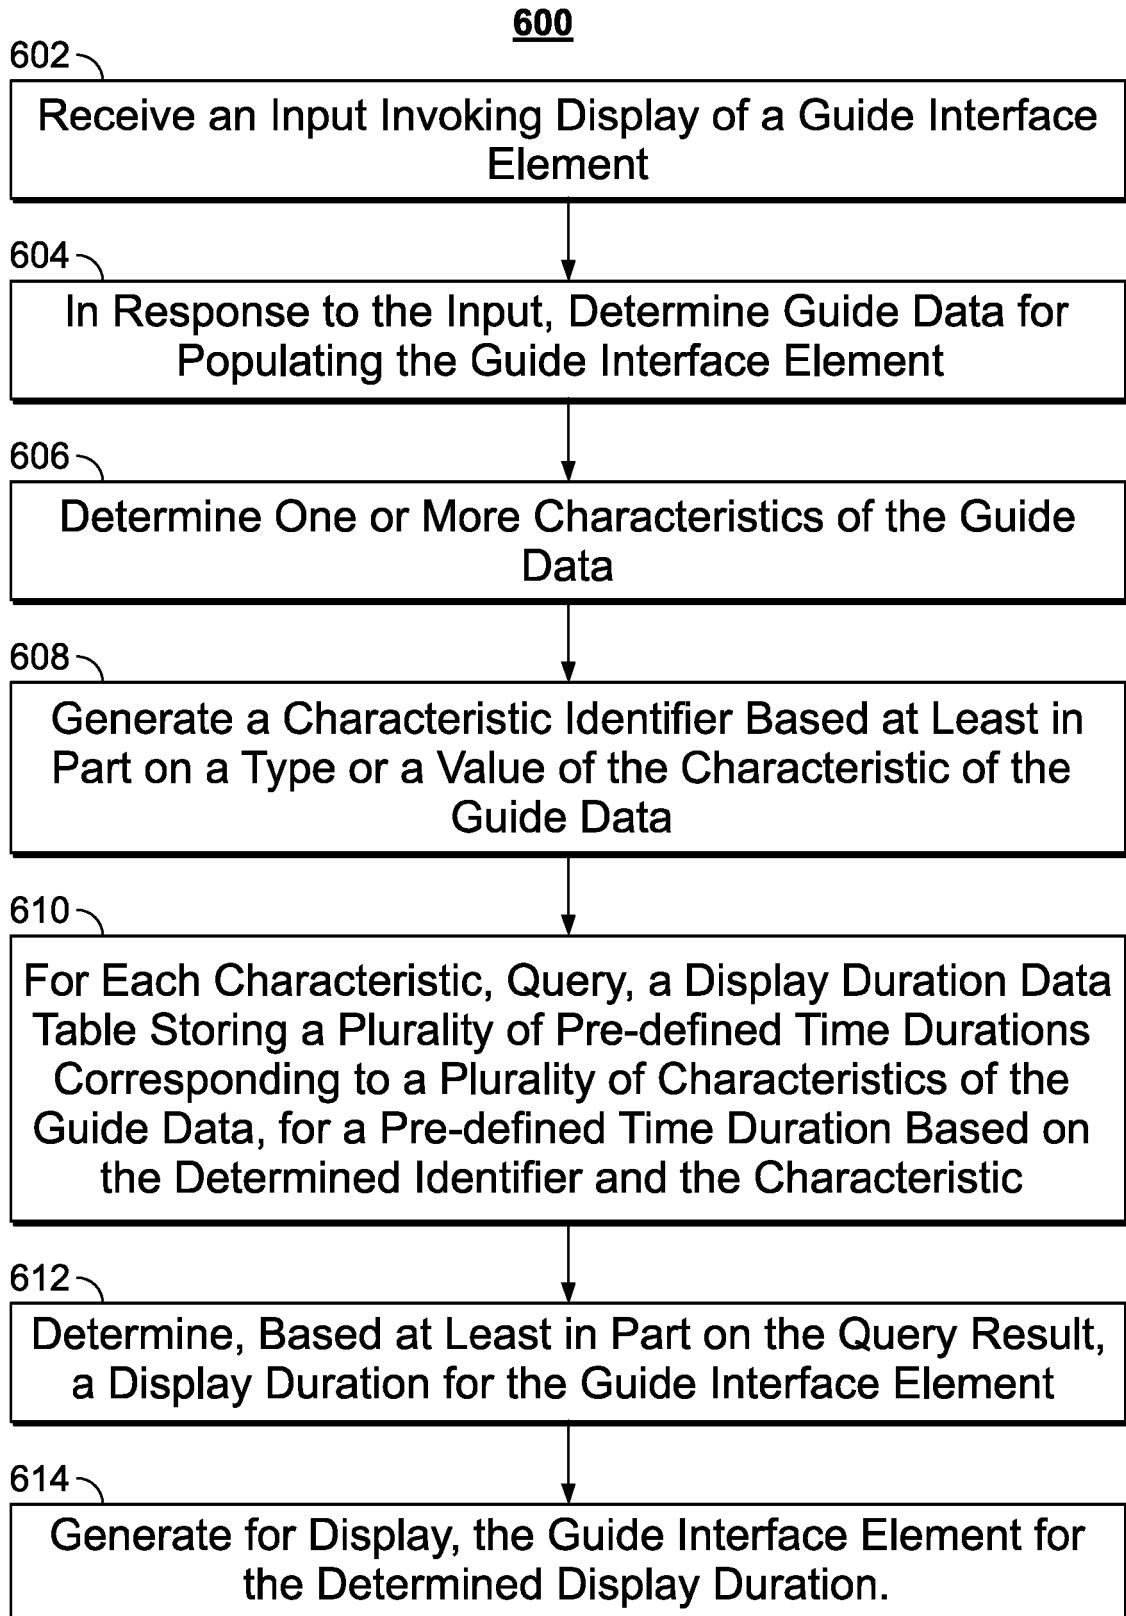 600
602
Receive an Input Invoking Display of a Guide Interface
Element
604
In Response to the Input, Determine Guide Data for
Populating the Guide Interface Element
606
Determine One or More Characteristics of the Guide
Data
608
Generate a Characteristic Identifier Based at Least in
Part on a Type or a Value of the Characteristic of the
Guide Data
610
For Each Characteristic, Query, a Display Duration Data
Table Storing a Plurality of Pre-defined Time Durations
Corresponding to a Plurality of Characteristics of the
Guide Data, for a Pre-defined Time Duration Based on
the Determined Identifier and the Characteristic
612
Determine, Based at Least in Part on the Query Result,
a Display Duration for the Guide Interface Element
614
Generate for Display, the Guide Interface Element for
the Determined Display Duration.